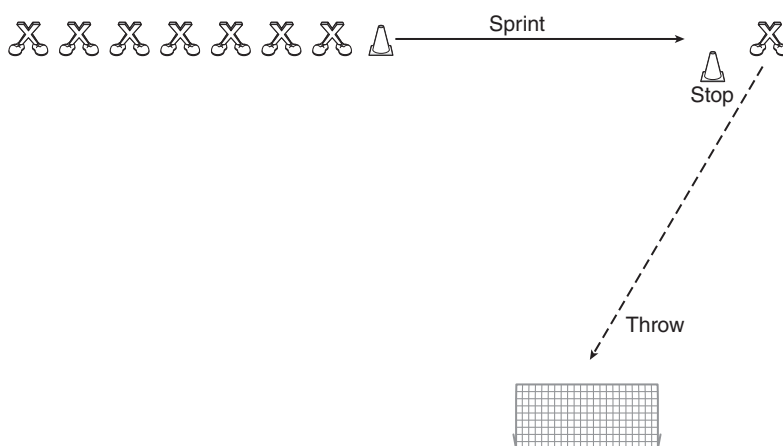 X X X X X X X
Sprint
X
Stop
Throw